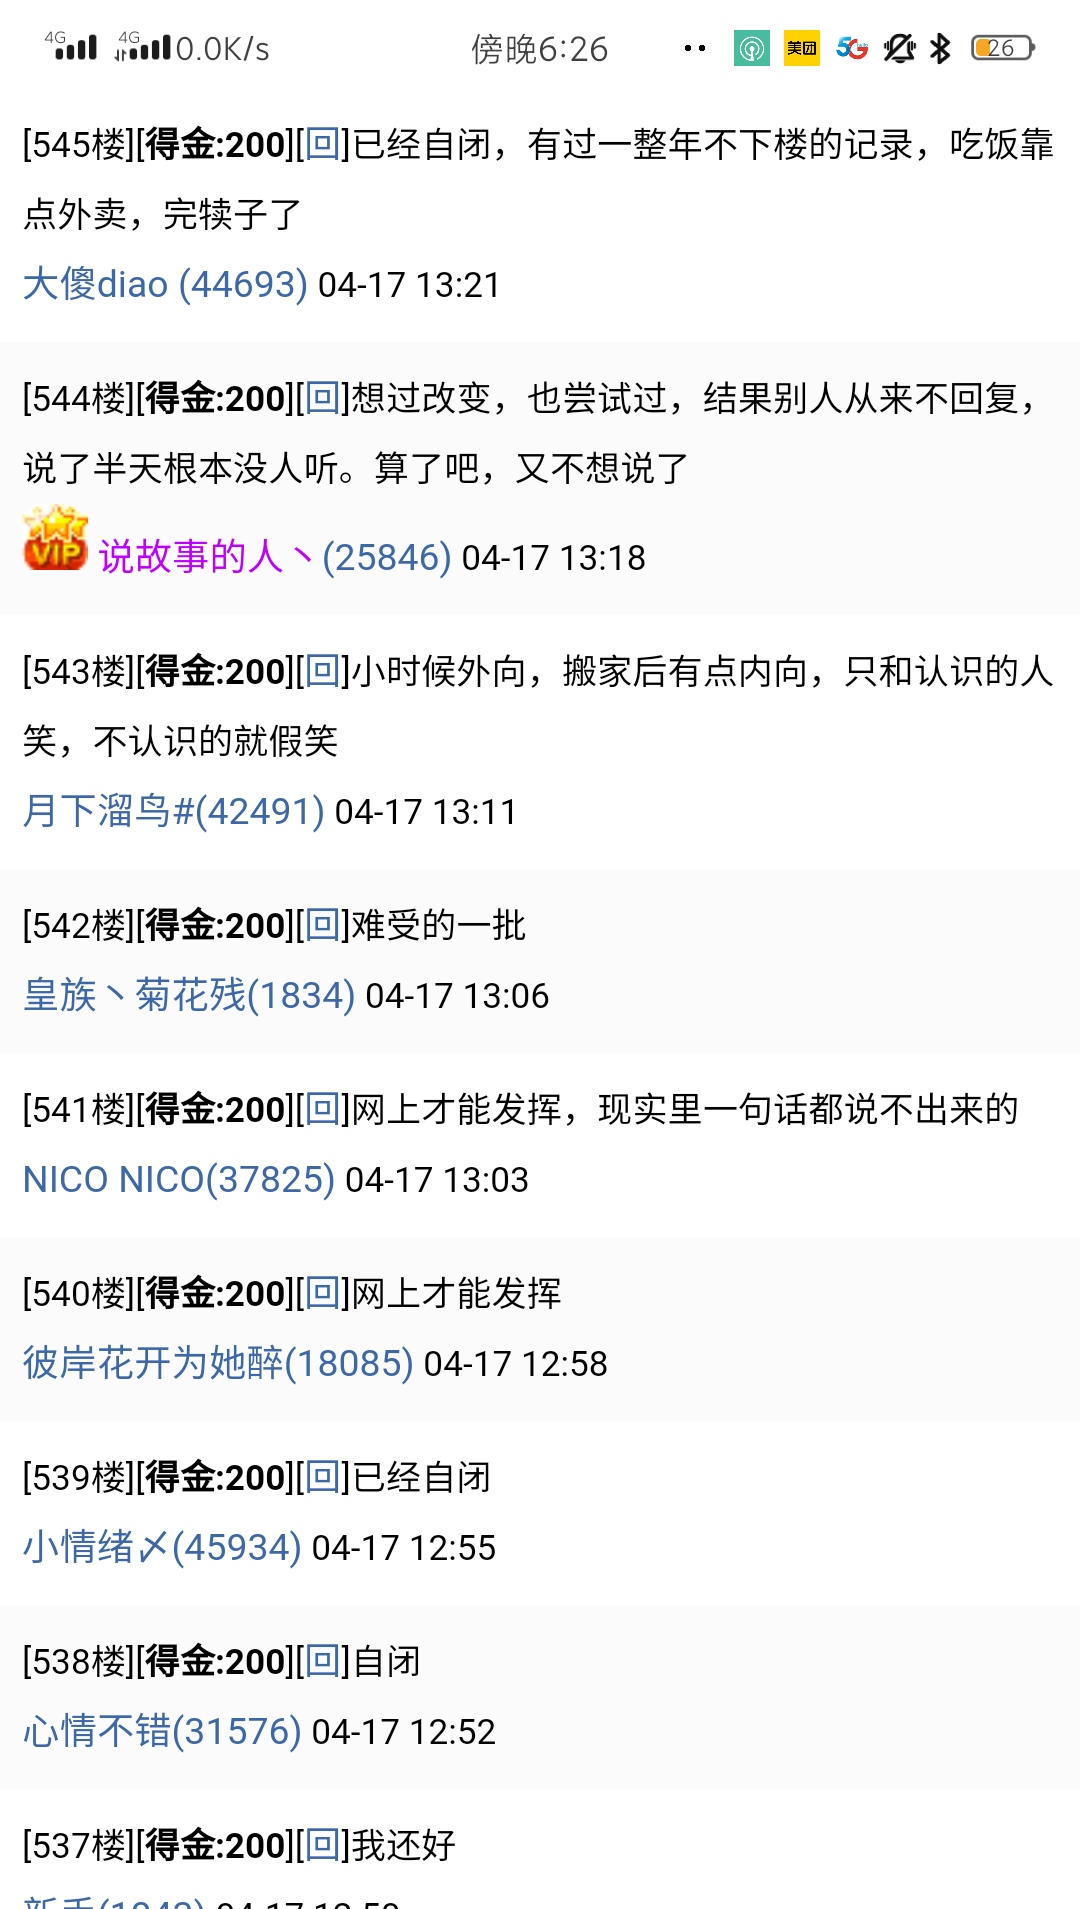 4G 4G 0.0K/s 傍晚6:26 美团 5G 26
[545楼][得金:200][回]已经自闭，有过一整年不下楼的记录，吃饭靠
点外卖，完犊子了
大傻diao (44693) 04-17 13:21
[544楼][得金:200][回]想过改变，也尝试过，结果别人从来不回复，
说了半天根本没人听。算了吧，又不想说了
VIP 说故事的人丶(25846) 04-17 13:18
[543楼][得金:200][回]小时候外向，搬家后有点内向，只和认识的人
笑，不认识的就假笑
月下溜鸟#(42491) 04-17 13:11
[542楼][得金:200][回]难受的一批
皇族丶菊花残(1834) 04-17 13:06
[541楼][得金:200][回]网上才能发挥，现实里一句话都说不出来的
NICO NICO(37825) 04-17 13:03
[540楼][得金:200][回]网上才能发挥
彼岸花开为她醉(18085) 04-17 12:58
[539楼][得金:200][回]已经自闭
小情绪〆(45934) 04-17 12:55
[538楼][得金:200][回]自闭
心情不错(31576) 04-17 12:52
[537楼][得金:200][回]我还好